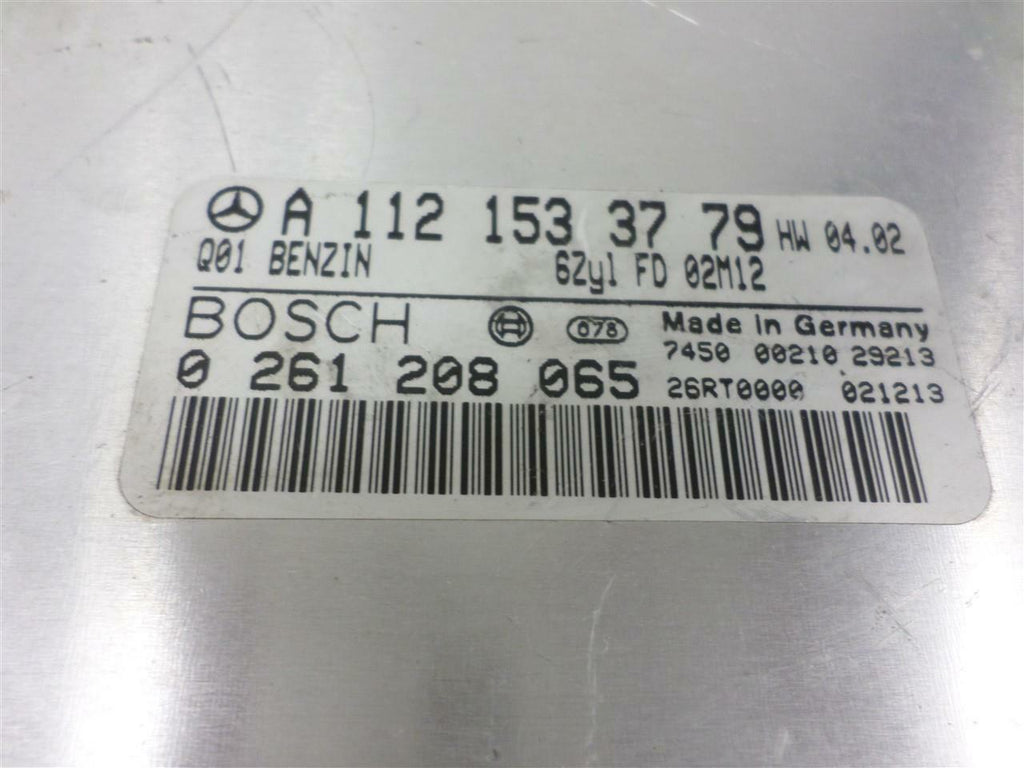 A 112 153 37 79 HW 04.02
Q01 BENZIN 6Zyl FD 02M12
BOSCH 078 Made in Germany
7450 00210 29213
0 261 208 065 26RT0000 021213